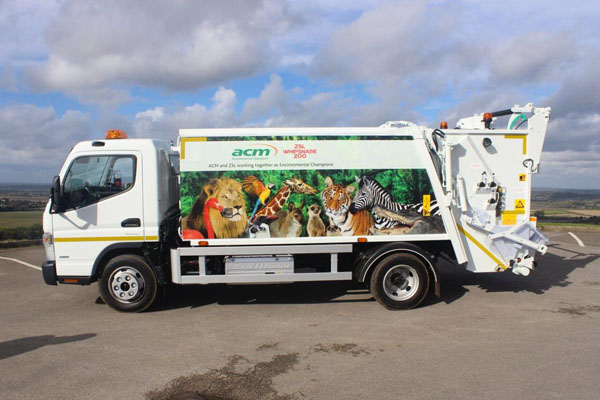 acm
ZSL
WHIPSNADE
ZOO
ACM and ZSL working together as Environmental Champions